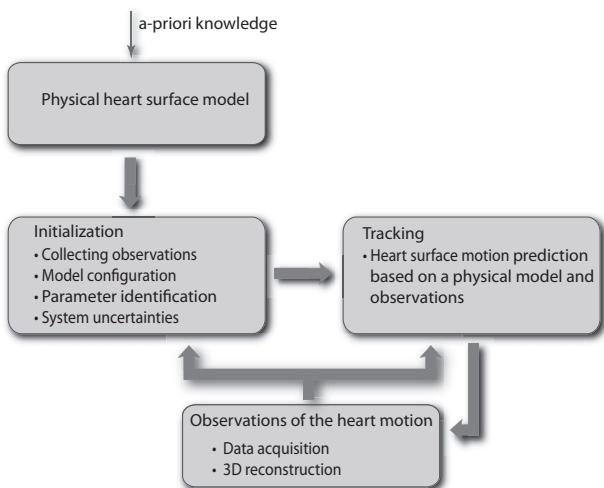 a-priori knowledge
Physical heart surface model
Initialization
• Collecting observations
• Model configuration
• Parameter identification
• System uncertainties
Tracking
• Heart surface motion prediction
based on a physical model and
observations
Observations of the heart motion
• Data acquisition
• 3D reconstruction